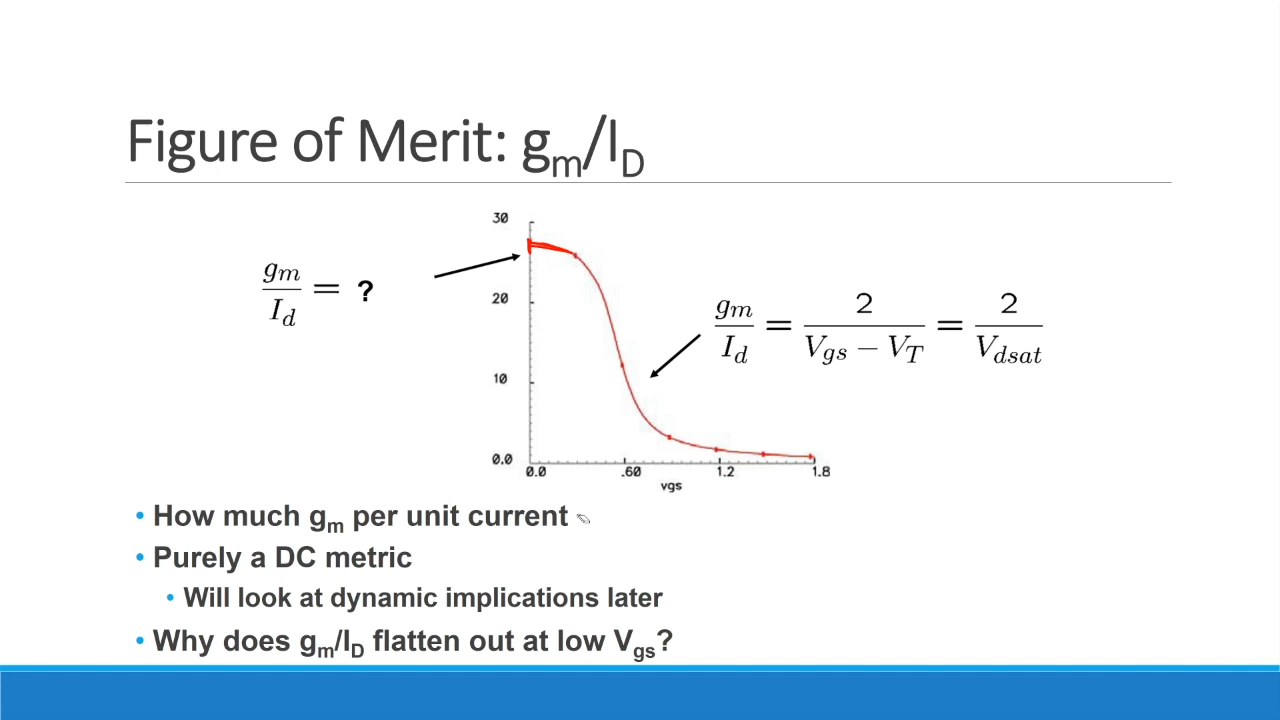 Figure of Merit: gm/ID
30
gm/Id = ?
20
gm/Id = 2/(Vgs − VT) = 2/Vdsat
10
0.0
0.0 .60 1.2 1.8
vgs
• How much gm per unit current
• Purely a DC metric
• Will look at dynamic implications later
• Why does gm/ID flatten out at low Vgs?